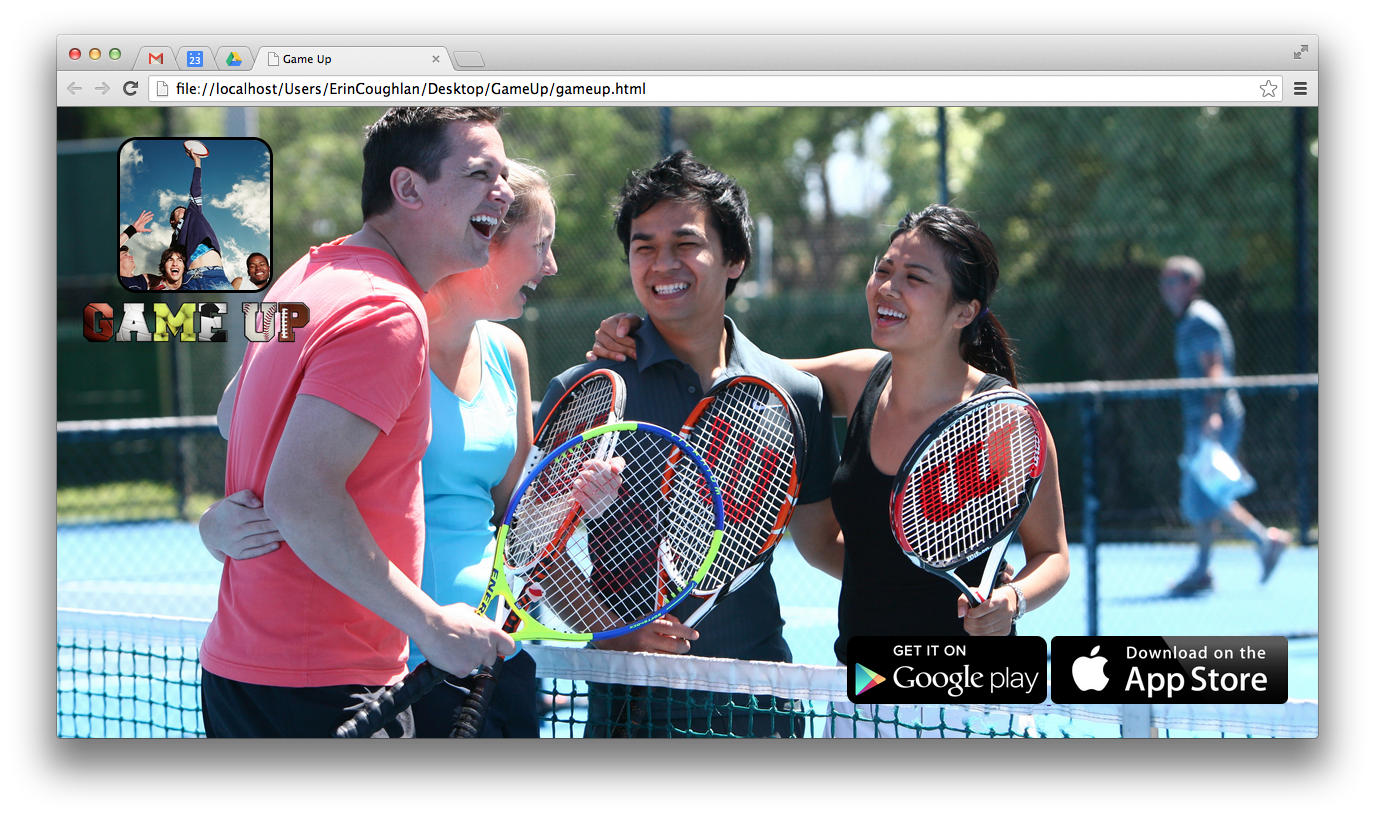 23
Game Up
file://localhost/Users/ErinCoughlan/Desktop/GameUp/gameup.html
GAME UP
Wilson
GET IT ON
Google play
Download on the
App Store